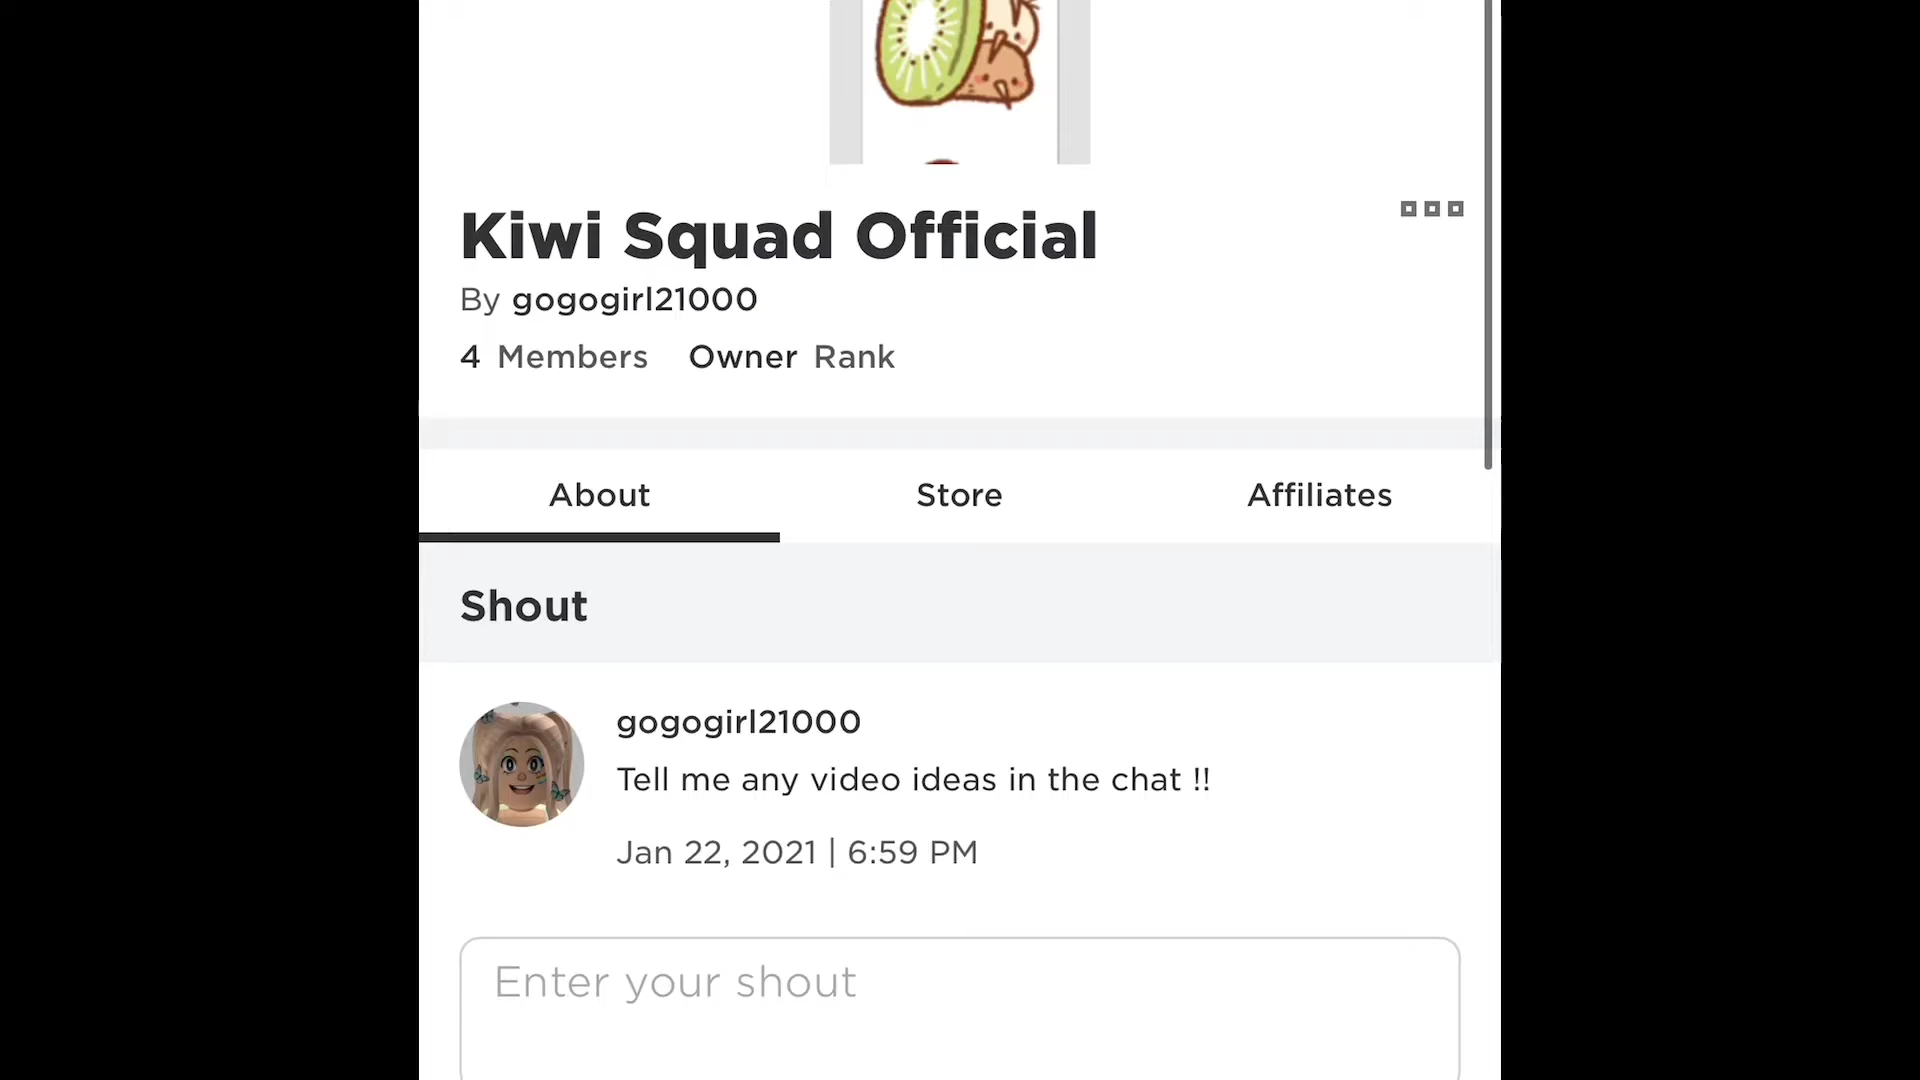 Kiwi Squad Official
By gogogirl21000
4 Members Owner Rank
About Store Affiliates
Shout
gogogirl21000
Tell me any video ideas in the chat !!
Jan 22, 2021 | 6:59 PM
Enter your shout